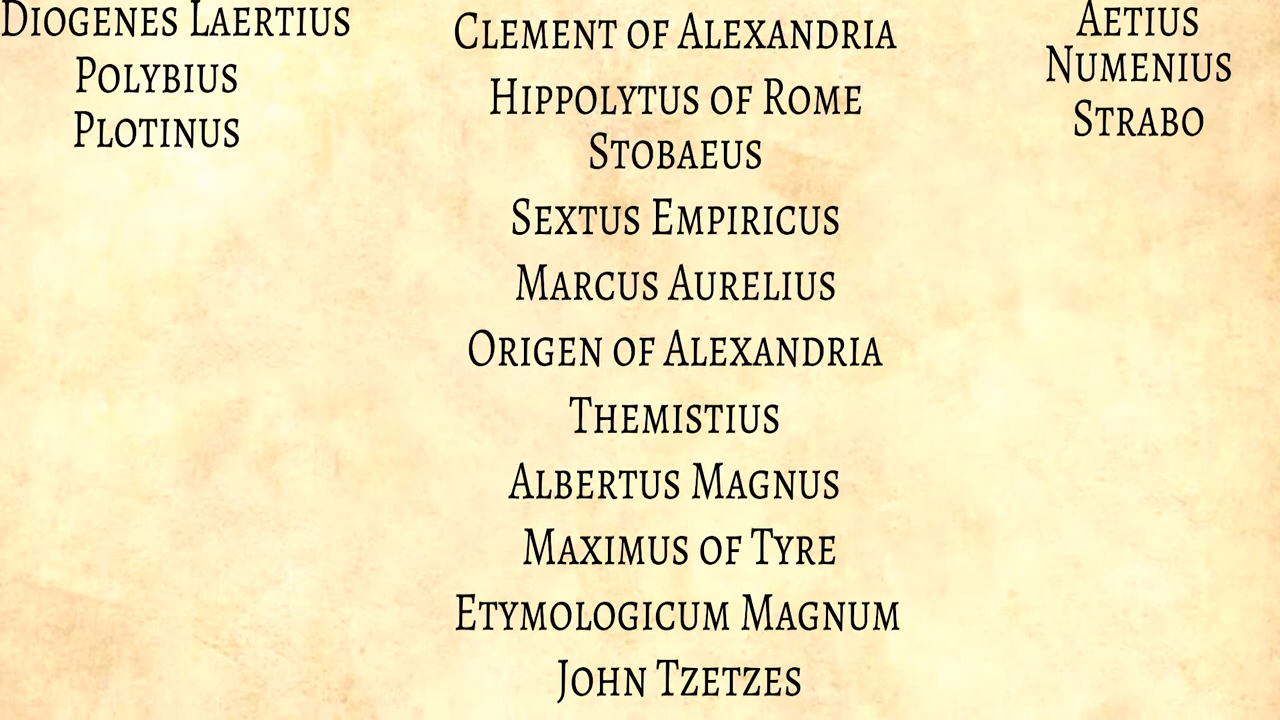 Diogenes Laertius
Polybius
Plotinus
Clement of Alexandria
Hippolytus of Rome
Stobaeus
Sextus Empiricus
Marcus Aurelius
Origen of Alexandria
Themistius
Albertus Magnus
Maximus of Tyre
Etymologicum Magnum
John Tzetzes
Aetius
Numenius
Strabo